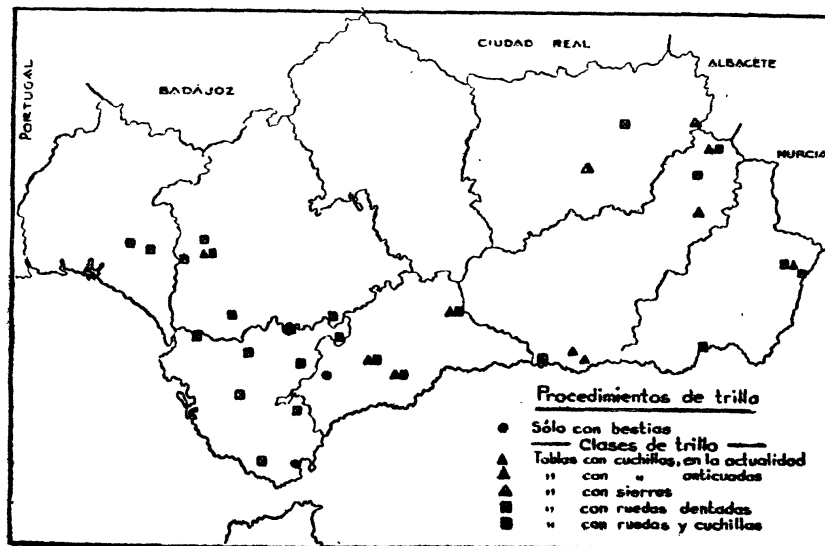 CIUDAD REAL
ALBACETE
BADÁJOZ
PORTUGAL
MURCIA
Procedimientos de trilla
Sólo con bestias
Clases de trillo
Tablas con cuchillas, en la actualidad
" con " anticuadas
" con sierras
" con ruedas dentadas
" con ruedas y cuchillas